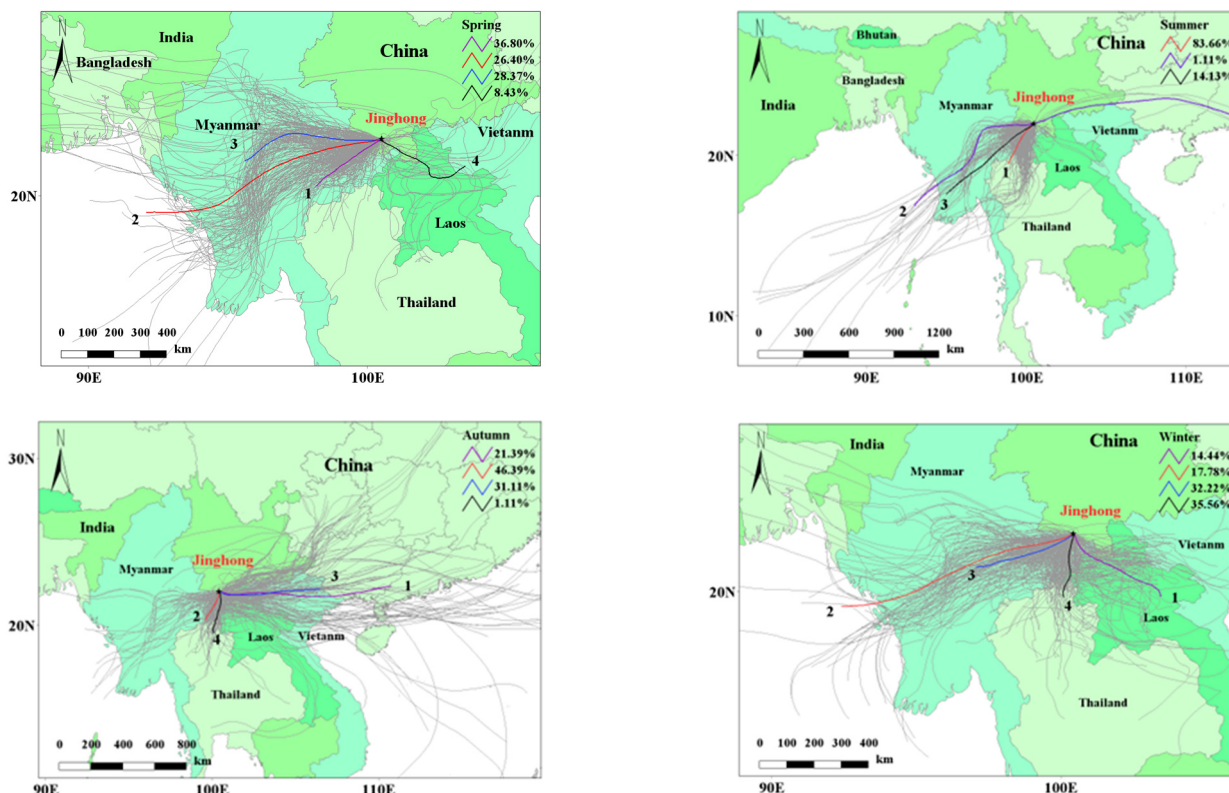 N
Spring
36.80%
26.40%
28.37%
8.43%
India
China
Bangladesh
Jinghong
Myanmar
Vietanm
3
4
1
20N
2
Laos
Thailand
0 100 200 300 400
km
90E 100E
Summer
83.66%
1.11%
14.13%
N
Bhutan
China
Bangladesh
India
Myanmar
Jinghong
Vietanm
20N
1
Laos
2
3
Thailand
10N
0 300 600 900 1200
km
90E 100E 110E
N
Autumn
21.39%
46.39%
31.11%
1.11%
30N
China
India
Myanmar
Jinghong
3
1
2
20N
4
Laos
Vietanm
Thailand
0 200 400 600 800
km
90E 100E 110E
N
Winter
14.44%
17.78%
32.22%
35.56%
India
China
Myanmar
Jinghong
Vietanm
3
20N
2
4
1
Laos
Thailand
0 100 200 300 400
km
90E 100E